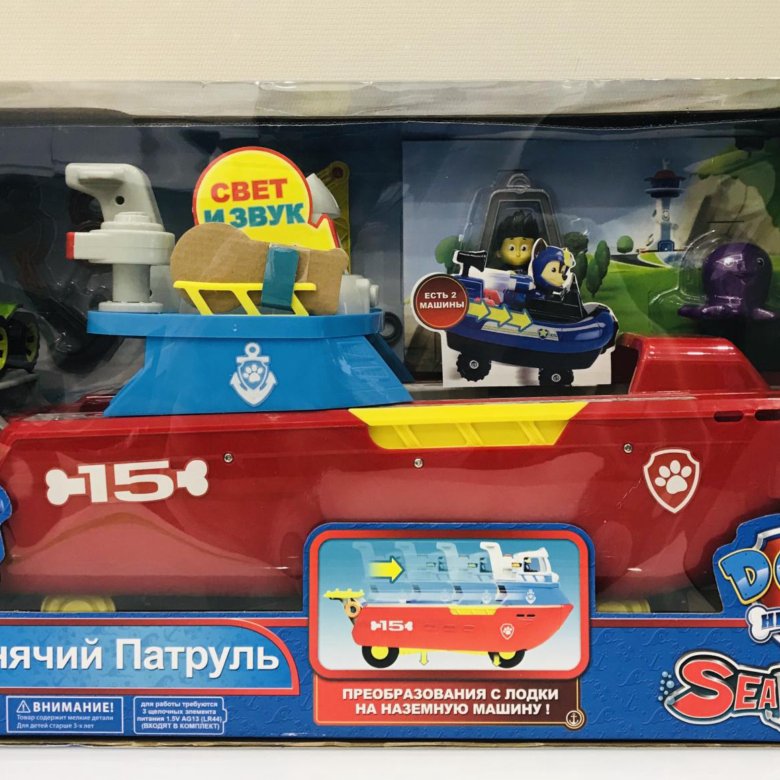 СВЕТ
И ЗВУК
ЕСТЬ 2
МАШИНЫ
15
15
ПРЕОБРАЗОВАНИЯ С ЛОДКИ
НА НАЗЕМНУЮ МАШИНУ !
нячий Патруль
ВНИМАНИЕ!
Товар содержит мелкие детали
Для детей старше 3-х лет
для работы требуются
3 щелочных элемента
питания 1.5V AG13 (LR44)
(ВХОДЯТ В КОМПЛЕКТ)
SEA